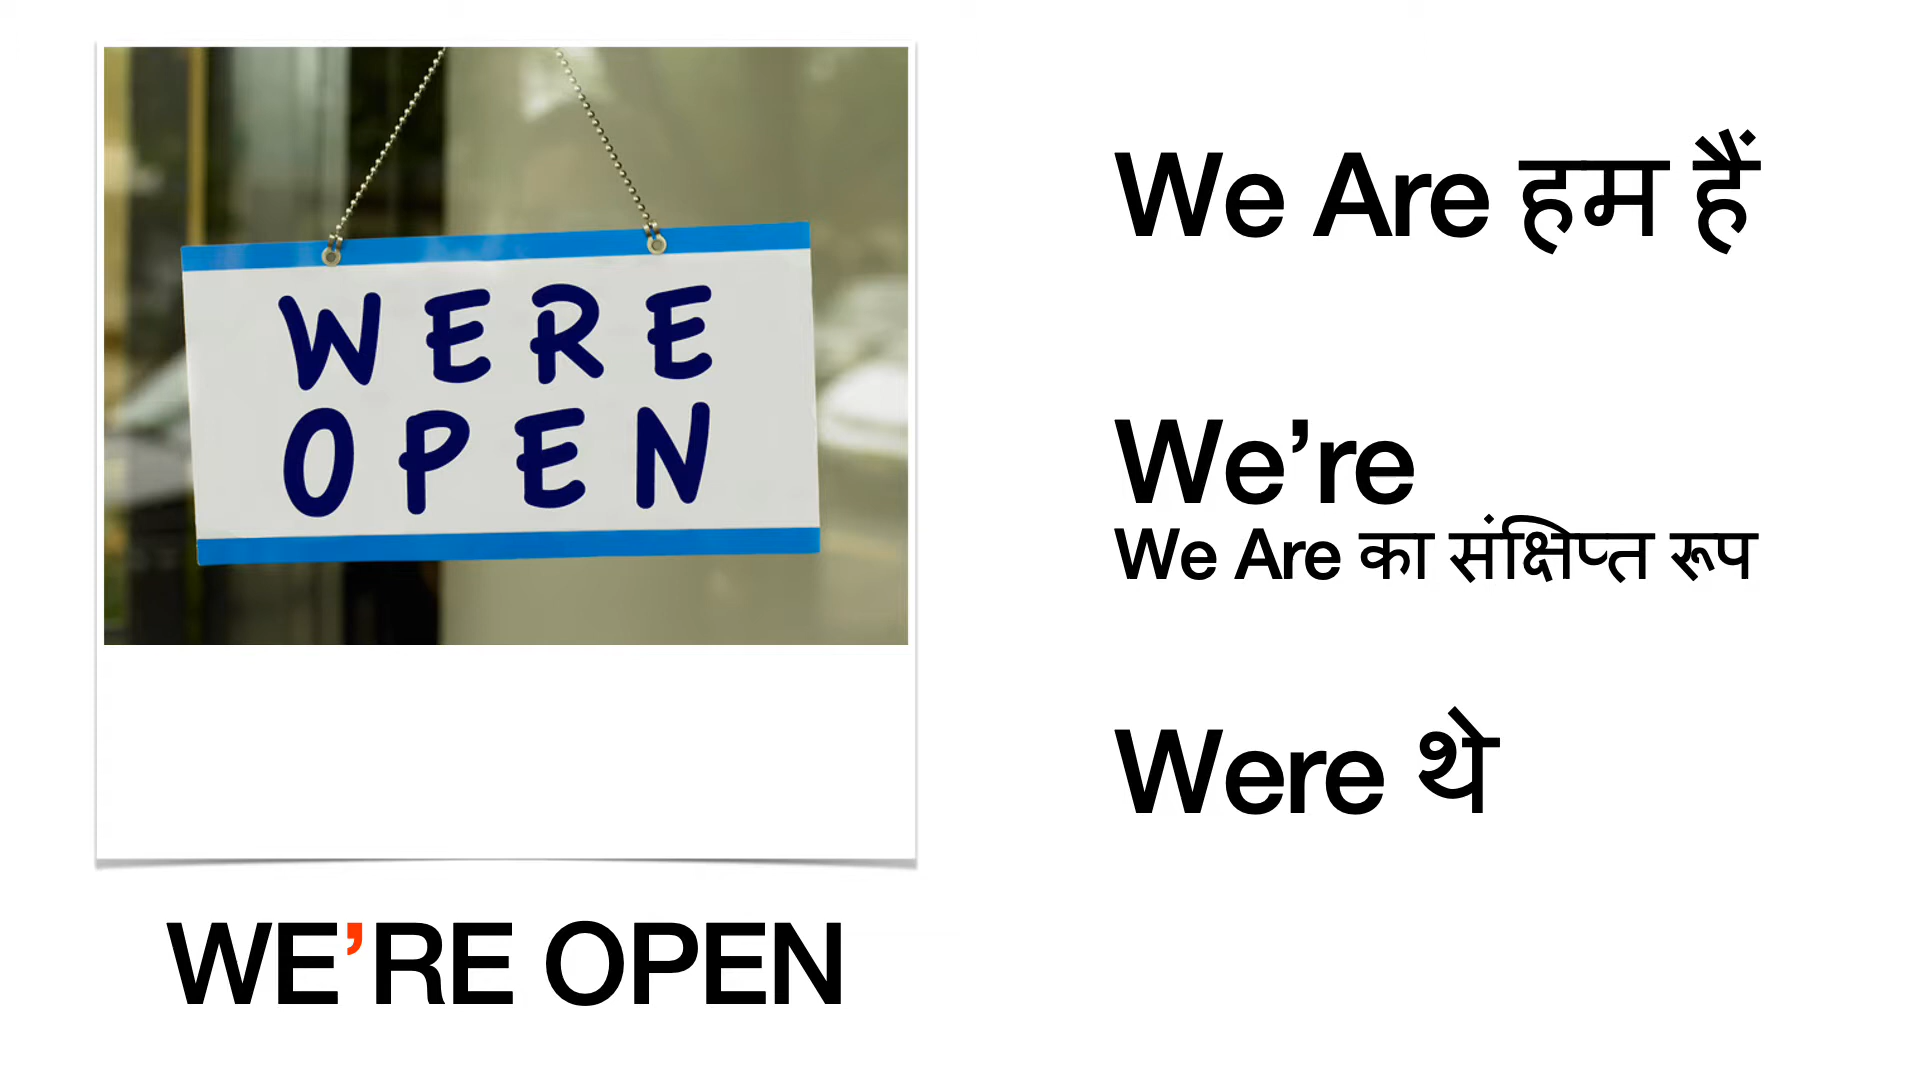 WERE
OPEN
WE’RE OPEN
We Are हम हैं
We’re
We Are का संक्षिप्त रूप
Were थे